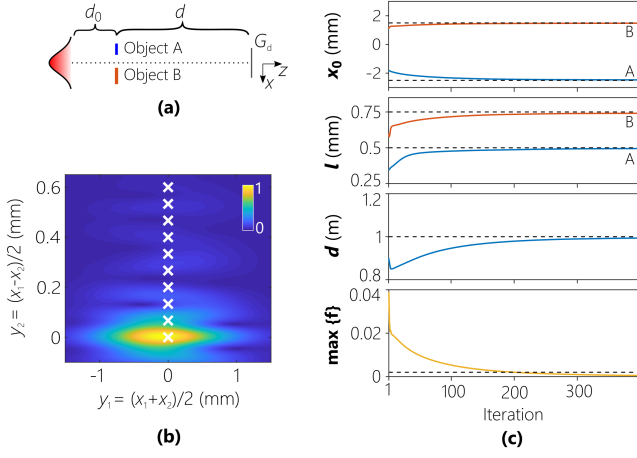 d₀
d
Object A
Object B
G_d
z
x
(a)
0.6
0.4
0.2
0
y₂ = (x₁-x₂)/2 (mm)
1
0
-1
0
1
y₁ = (x₁+x₂)/2 (mm)
(b)
x₀ (mm)
2
0
-2
B
A
l (mm)
0.75
0.5
0.25
B
A
d (m)
1.2
1
0.8
max {f}
0.04
0.02
0
1
100
200
300
Iteration
(c)